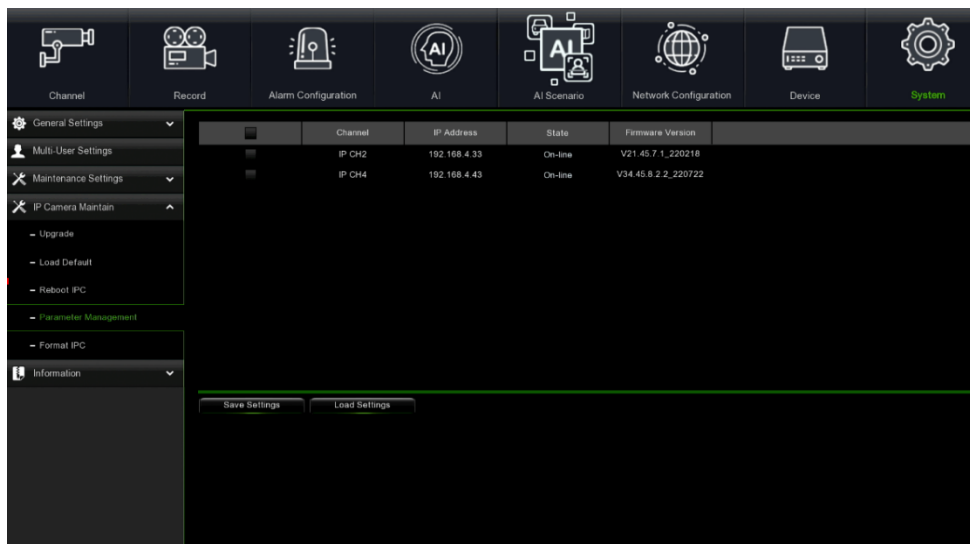 AI
AI
Channel
Record
Alarm Configuration
AI
AI Scenario
Network Configuration
Device
System
General Settings
Multi-User Settings
Maintenance Settings
IP Camera Maintain
– Upgrade
– Load Default
– Reboot IPC
– Parameter Management
– Format IPC
Information
Channel IP Address State Firmware Version
IP CH2 192.168.4.33 On-line V21.45.7.1_220218
IP CH4 192.168.4.43 On-line V34.45.8.2.2_220722
Save Settings Load Settings